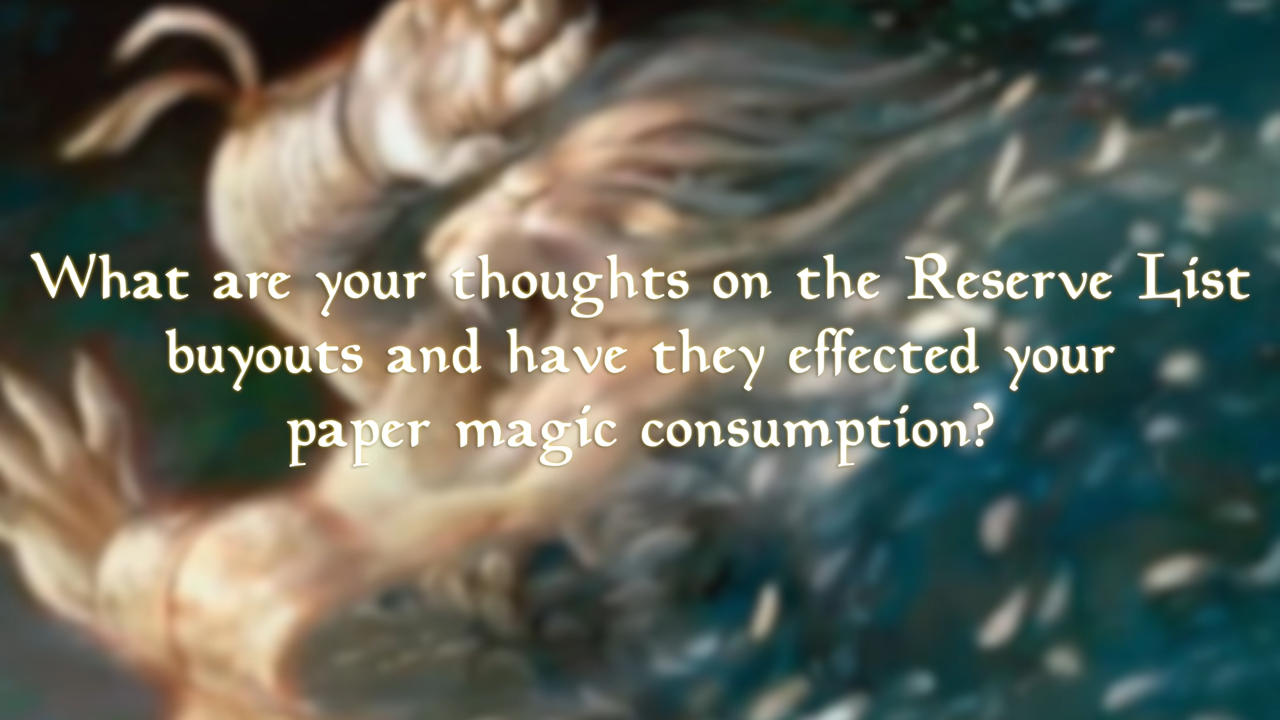 What are your thoughts on the Reserve List
buyouts and have they effected your
paper magic consumption?